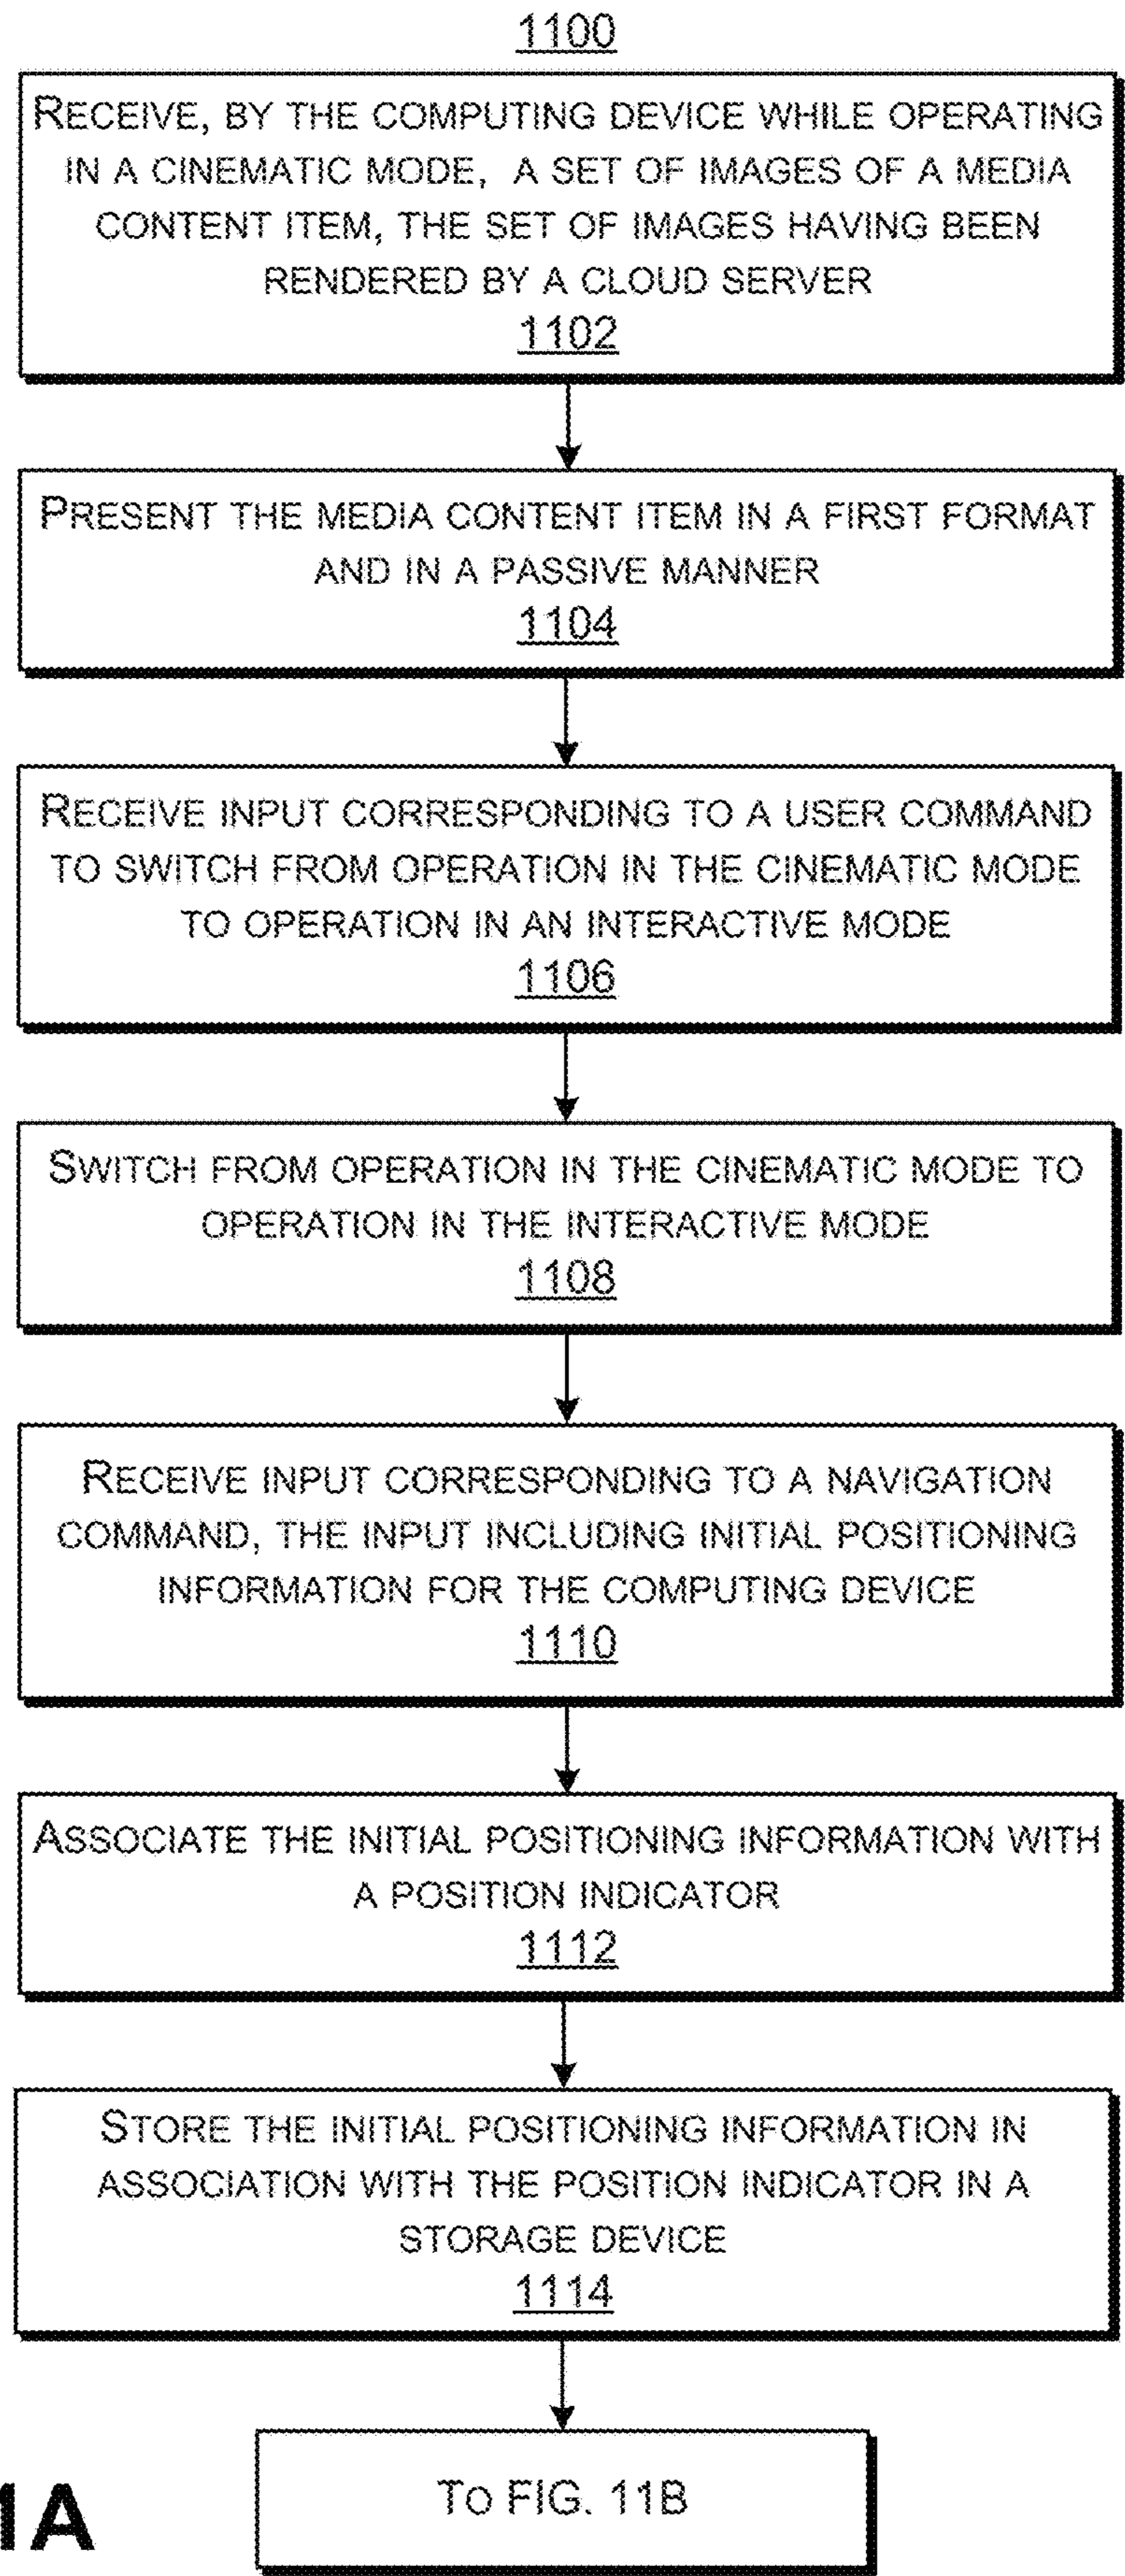 1100
RECEIVE, BY THE COMPUTING DEVICE WHILE OPERATING
IN A CINEMATIC MODE, A SET OF IMAGES OF A MEDIA
CONTENT ITEM, THE SET OF IMAGES HAVING BEEN
RENDERED BY A CLOUD SERVER
1102
PRESENT THE MEDIA CONTENT ITEM IN A FIRST FORMAT
AND IN A PASSIVE MANNER
1104
RECEIVE INPUT CORRESPONDING TO A USER COMMAND
TO SWITCH FROM OPERATION IN THE CINEMATIC MODE
TO OPERATION IN AN INTERACTIVE MODE
1106
SWITCH FROM OPERATION IN THE CINEMATIC MODE TO
OPERATION IN THE INTERACTIVE MODE
1108
RECEIVE INPUT CORRESPONDING TO A NAVIGATION
COMMAND, THE INPUT INCLUDING INITIAL POSITIONING
INFORMATION FOR THE COMPUTING DEVICE
1110
ASSOCIATE THE INITIAL POSITIONING INFORMATION WITH
A POSITION INDICATOR
1112
STORE THE INITIAL POSITIONING INFORMATION IN
ASSOCIATION WITH THE POSITION INDICATOR IN A
STORAGE DEVICE
1114
TO FIG. 11B
1A